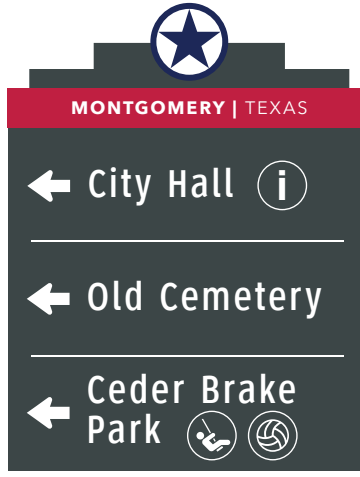 MONTGOMERY | TEXAS
City Hall i
Old Cemetery
Ceder Brake
Park